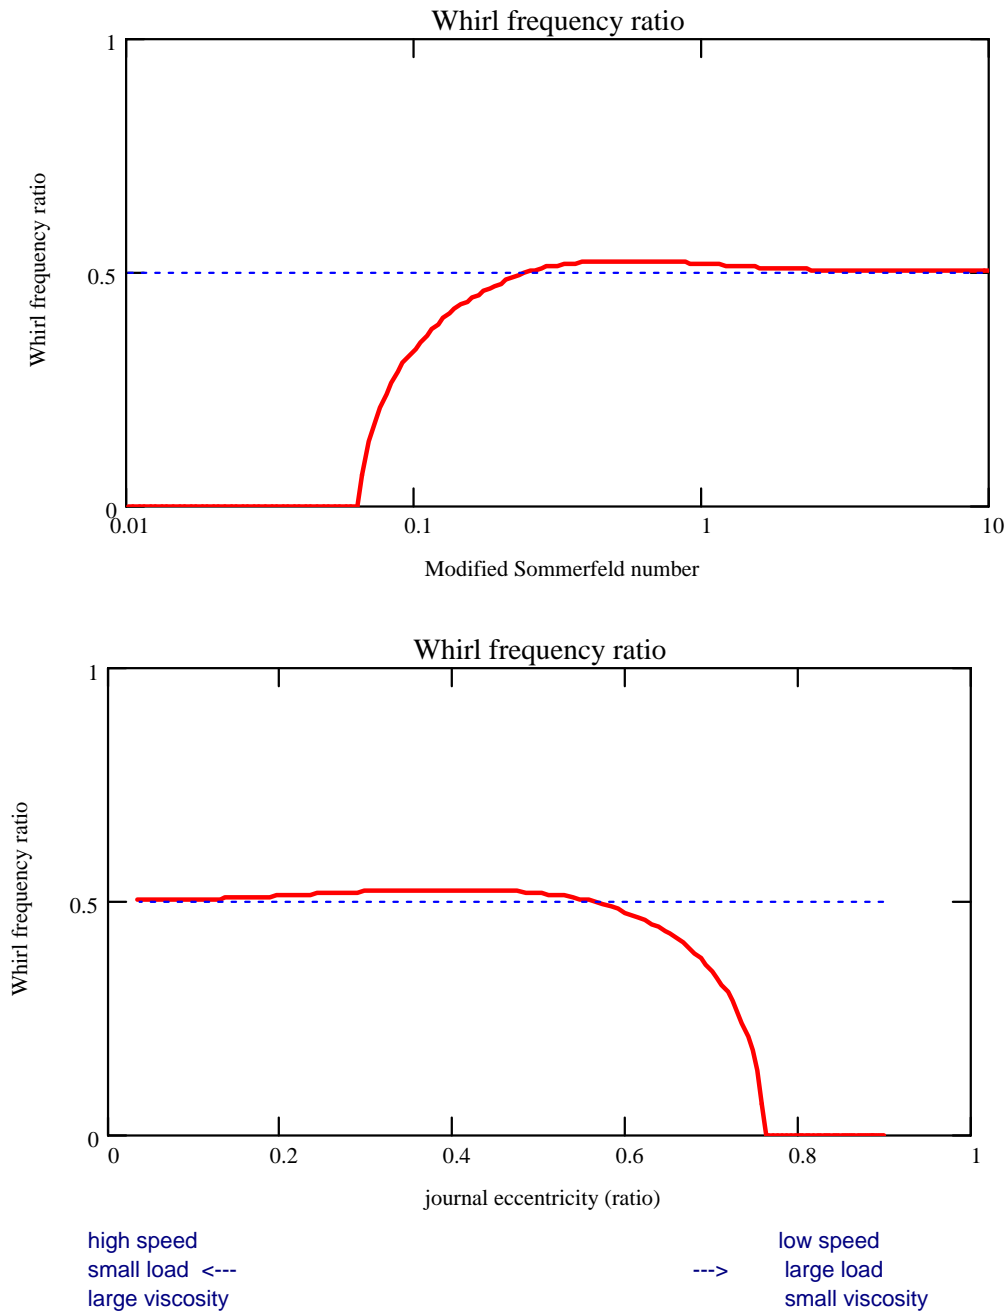 Whirl frequency ratio
1
0.5
0
0.01 0.1 1 10
Whirl frequency ratio
Modified Sommerfeld number
Whirl frequency ratio
1
0.5
0
0 0.2 0.4 0.6 0.8 1
Whirl frequency ratio
journal eccentricity (ratio)
high speed low speed
small load <--- ---> large load
large viscosity small viscosity